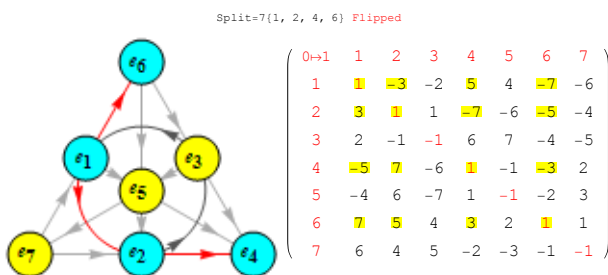 Split=7{1, 2, 4, 6} Flipped
e6
e1
e3
e5
e7
e2
e4
0↦1 1 2 3 4 5 6 7
1 1 −3 −2 5 4 −7 −6
2 3 1 1 −7 −6 −5 −4
3 2 −1 −1 6 7 −4 −5
4 −5 7 −6 1 −1 −3 2
5 −4 6 −7 1 −1 −2 3
6 7 5 4 3 2 1 1
7 6 4 5 −2 −3 −1 −1